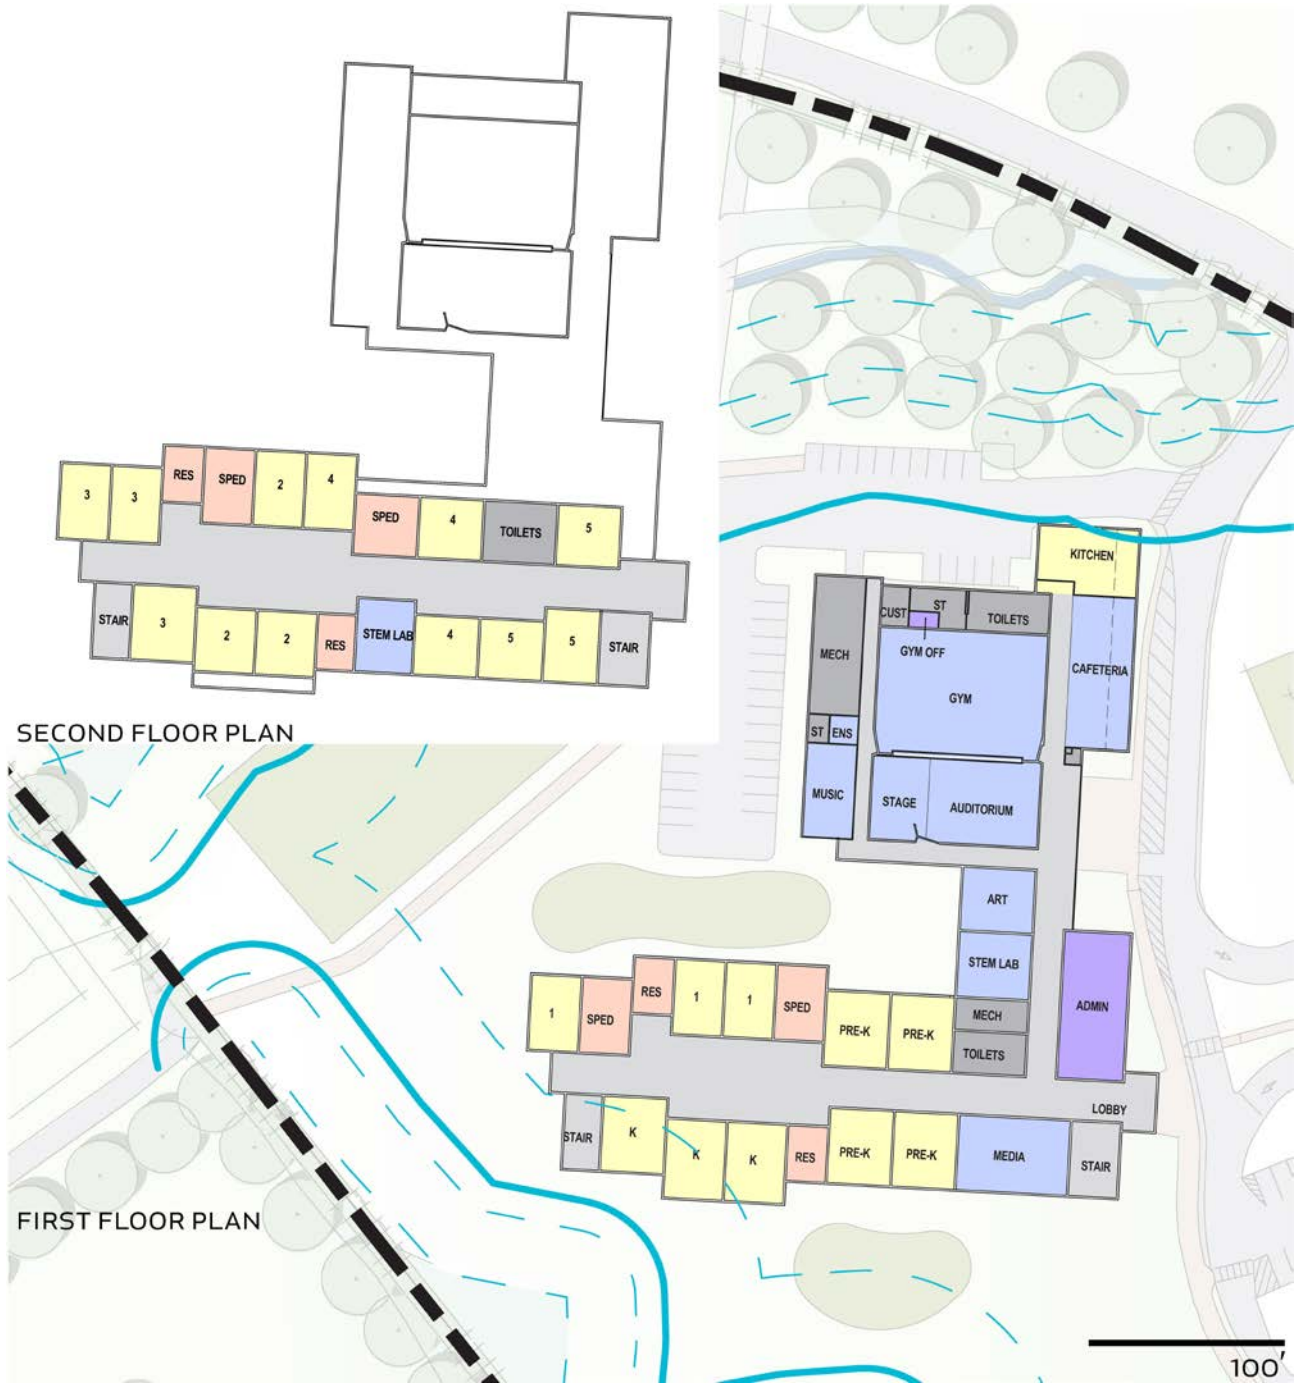 RES
SPED
2
4
3
3
SPED
4
TOILETS
5
STAIR
3
2
2
RES
STEM LAB
4
5
5
STAIR
SECOND FLOOR PLAN
KITCHEN
CUST
ST
TOILETS
MECH
GYM OFF
CAFETERIA
GYM
ST
ENS
MUSIC
STAGE
AUDITORIUM
ART
STEM LAB
RES
1
1
SPED
1
SPED
PRE-K
PRE-K
MECH
ADMIN
TOILETS
LOBBY
STAIR
K
K
K
RES
PRE-K
PRE-K
MEDIA
STAIR
FIRST FLOOR PLAN
100'